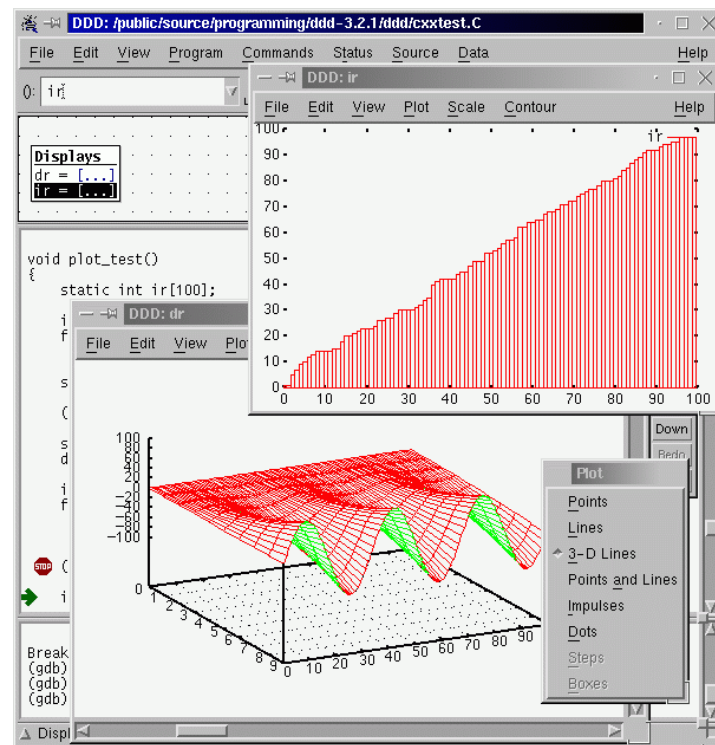 DDD: /public/source/programming/ddd-3.2.1/ddd/cxxtest.C
File Edit View Program Commands Status Source Data Help
(): ir
DDD: ir
File Edit View Plot Scale Contour Help
Displays
dr = [...]
ir = [...]
100
90
80
70
60
50
40
30
20
10
0
ir
0 10 20 30 40 50 60 70 80 90 100
void plot_test()
{
static int ir[100];
i
f
s
(
s
d
i
f
STOP (
i
DDD: dr
File Edit View Plo
100
80
60
40
20
0
-20
-40
-60
-80
-100
0 1 2 3 4 5 6 7 8 9
0 10 20 30 40 50 60 70 80 90
Down
Redo
Plot
Points
Lines
3-D Lines
Points and Lines
Impulses
Dots
Steps
Boxes
Break
(gdb)
(gdb)
(gdb)
Displ